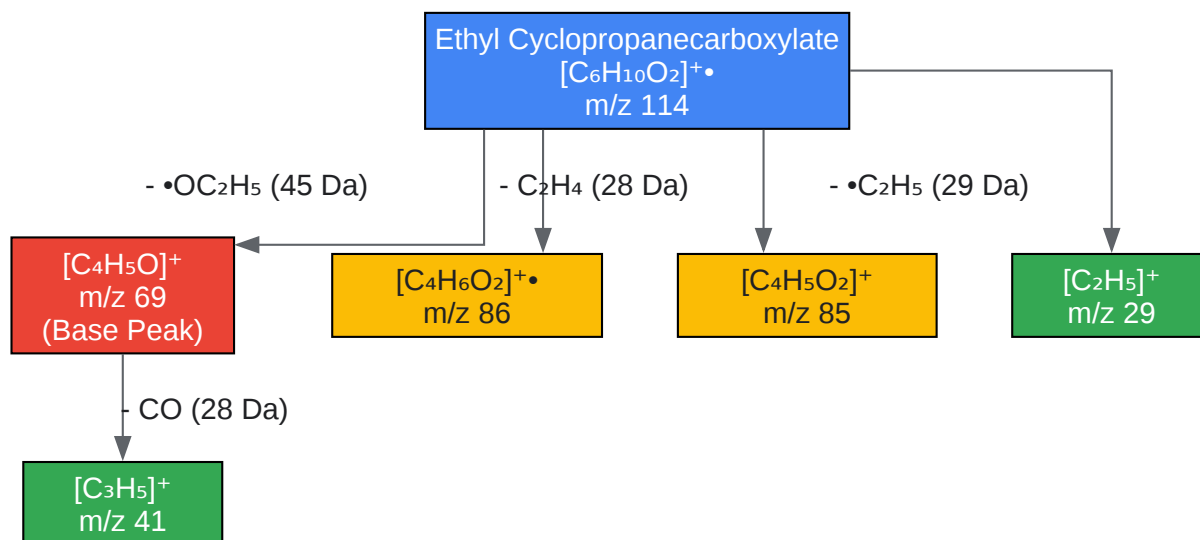 Ethyl Cyclopropanecarboxylate
[C₆H₁₀O₂]⁺•
m/z 114
- •OC₂H₅ (45 Da)
- C₂H₄ (28 Da)
- •C₂H₅ (29 Da)
[C₄H₅O]⁺
m/z 69
(Base Peak)
[C₄H₆O₂]⁺•
m/z 86
[C₄H₅O₂]⁺
m/z 85
[C₂H₅]⁺
m/z 29
- CO (28 Da)
[C₃H₅]⁺
m/z 41